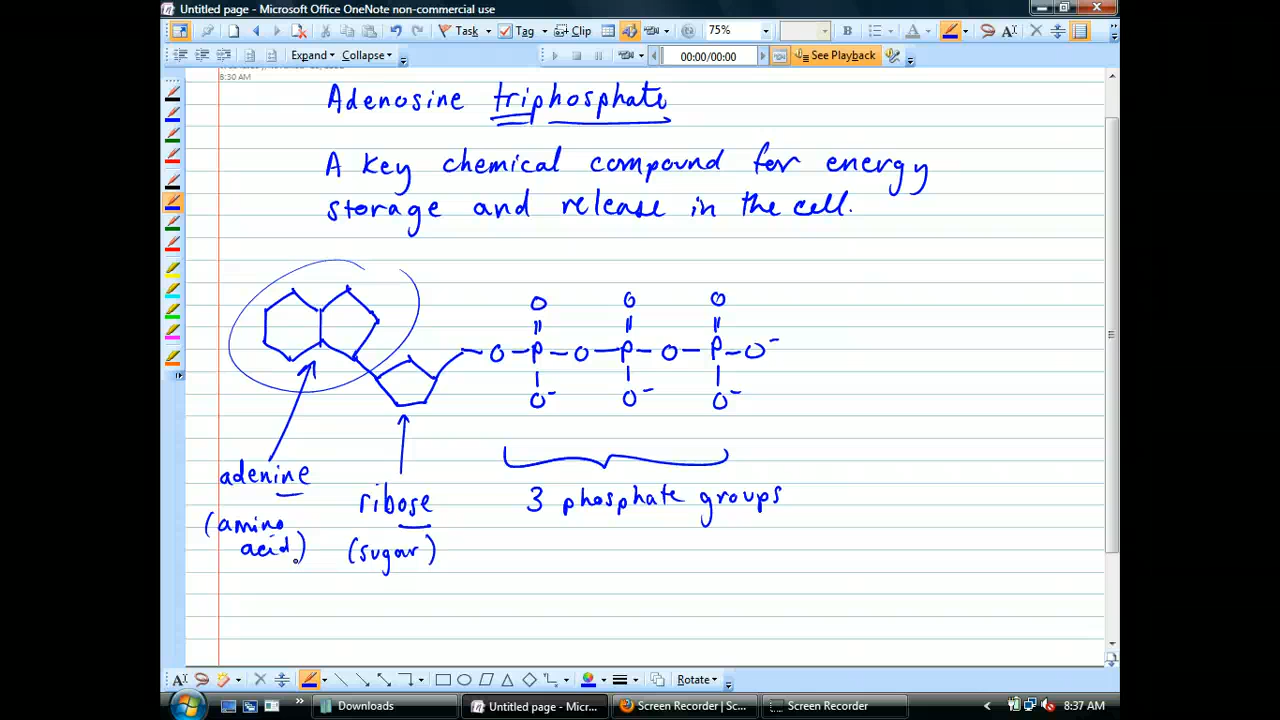 Untitled page - Microsoft Office OneNote non-commercial use
Task Tag Clip 75% B A
Expand Collapse 00:00/00:00 See Playback
8:30 AM
Adenosine triphosphate
A key chemical compound for energy
storage and release in the cell.
O O O
O P O P O P O⁻
O⁻ O⁻ O⁻
adenine
(amino
acid)
ribose
(sugar)
3 phosphate groups
Rotate
Downloads Untitled page - Micr... Screen Recorder | Sc... Screen Recorder 8:37 AM